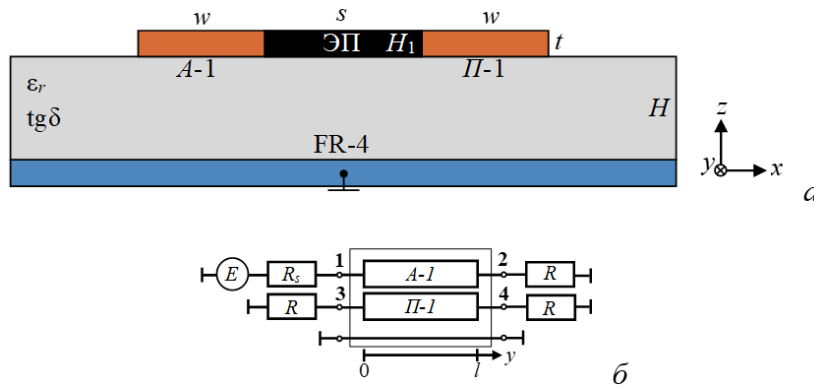 w s w
ЭП H₁ t
А-1 П-1
εᵣ
tgδ H
FR-4
z
y x
а
1 2
E Rₛ А-1 R
3 4
R П-1 R
0 l y
б